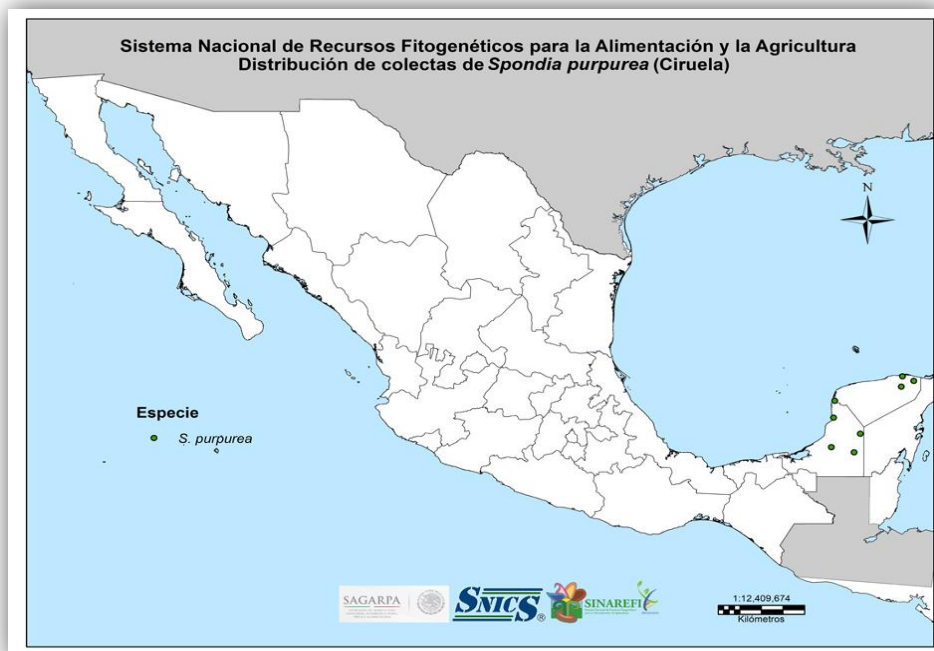 Sistema Nacional de Recursos Fitogenéticos para la Alimentación y la Agricultura
Distribución de colectas de Spondia purpurea (Ciruela)
N
Especie
S. purpurea
SAGARPA
SNICS®
SINAREFI
1:12,409,674
Kilómetros